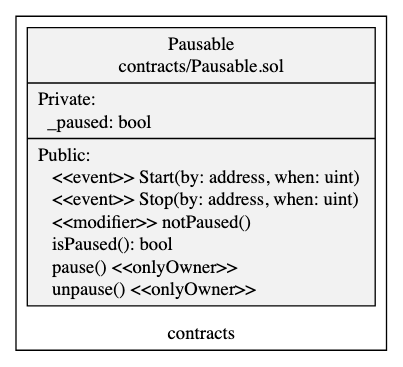 Pausable
contracts/Pausable.sol
Private:
_paused: bool
Public:
<<event>> Start(by: address, when: uint)
<<event>> Stop(by: address, when: uint)
<<modifier>> notPaused()
isPaused(): bool
pause() <<onlyOwner>>
unpause() <<onlyOwner>>
contracts